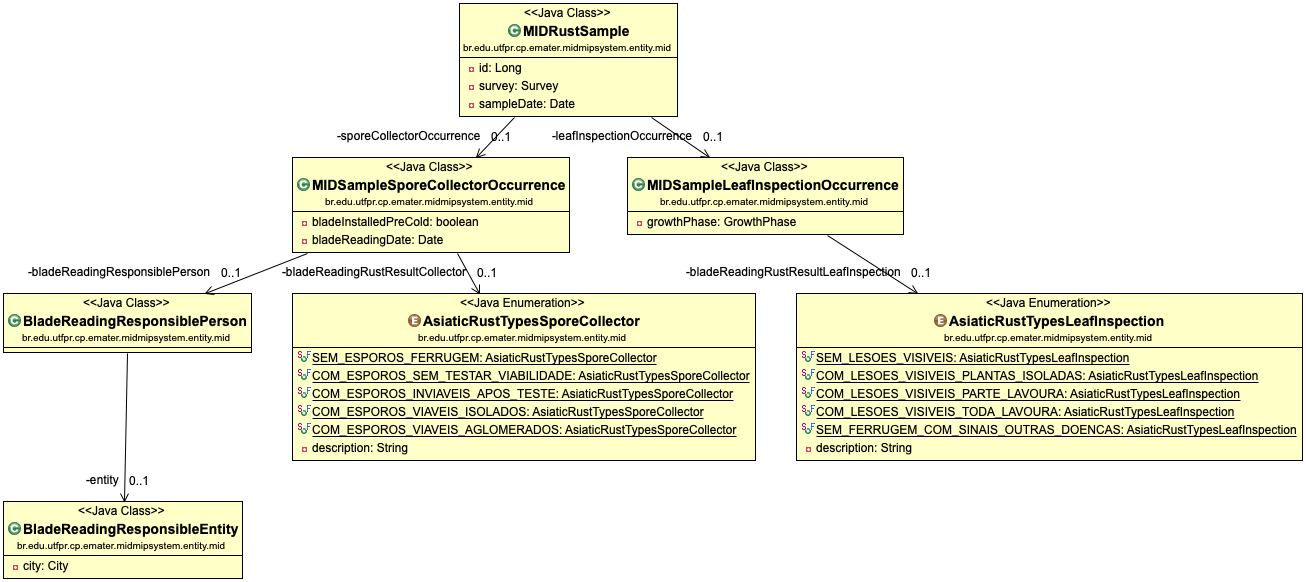 <<Java Class>>
MIDRustSample
br.edu.utfpr.cp.emater.midmipsystem.entity.mid
id: Long
survey: Survey
sampleDate: Date
-sporeCollectorOccurrence 0..1
-leafInspectionOccurrence 0..1
<<Java Class>>
MIDSampleSporeCollectorOccurrence
br.edu.utfpr.cp.emater.midmipsystem.entity.mid
bladeInstalledPreCold: boolean
bladeReadingDate: Date
<<Java Class>>
MIDSampleLeafInspectionOccurrence
br.edu.utfpr.cp.emater.midmipsystem.entity.mid
growthPhase: GrowthPhase
-bladeReadingResponsiblePerson 0..1
-bladeReadingRustResultCollector 0..1
-bladeReadingRustResultLeafInspection 0..1
<<Java Class>>
BladeReadingResponsiblePerson
br.edu.utfpr.cp.emater.midmipsystem.entity.mid
<<Java Enumeration>>
AsiaticRustTypesSporeCollector
br.edu.utfpr.cp.emater.midmipsystem.entity.mid
SEM_ESPOROS_FERRUGEM: AsiaticRustTypesSporeCollector
COM_ESPOROS_SEM_TESTAR_VIABILIDADE: AsiaticRustTypesSporeCollector
COM_ESPOROS_INVIAVEIS_APOS_TESTE: AsiaticRustTypesSporeCollector
COM_ESPOROS_VIAVEIS_ISOLADOS: AsiaticRustTypesSporeCollector
COM_ESPOROS_VIAVEIS_AGLOMERADOS: AsiaticRustTypesSporeCollector
description: String
<<Java Enumeration>>
AsiaticRustTypesLeafInspection
br.edu.utfpr.cp.emater.midmipsystem.entity.mid
SEM_LESOES_VISIVEIS: AsiaticRustTypesLeafInspection
COM_LESOES_VISIVEIS_PLANTAS_ISOLADAS: AsiaticRustTypesLeafInspection
COM_LESOES_VISIVEIS_PARTE_LAVOURA: AsiaticRustTypesLeafInspection
COM_LESOES_VISIVEIS_TODA_LAVOURA: AsiaticRustTypesLeafInspection
SEM_FERRUGEM_COM_SINAIS_OUTRAS_DOENCAS: AsiaticRustTypesLeafInspection
description: String
-entity 0..1
<<Java Class>>
BladeReadingResponsibleEntity
br.edu.utfpr.cp.emater.midmipsystem.entity.mid
city: City